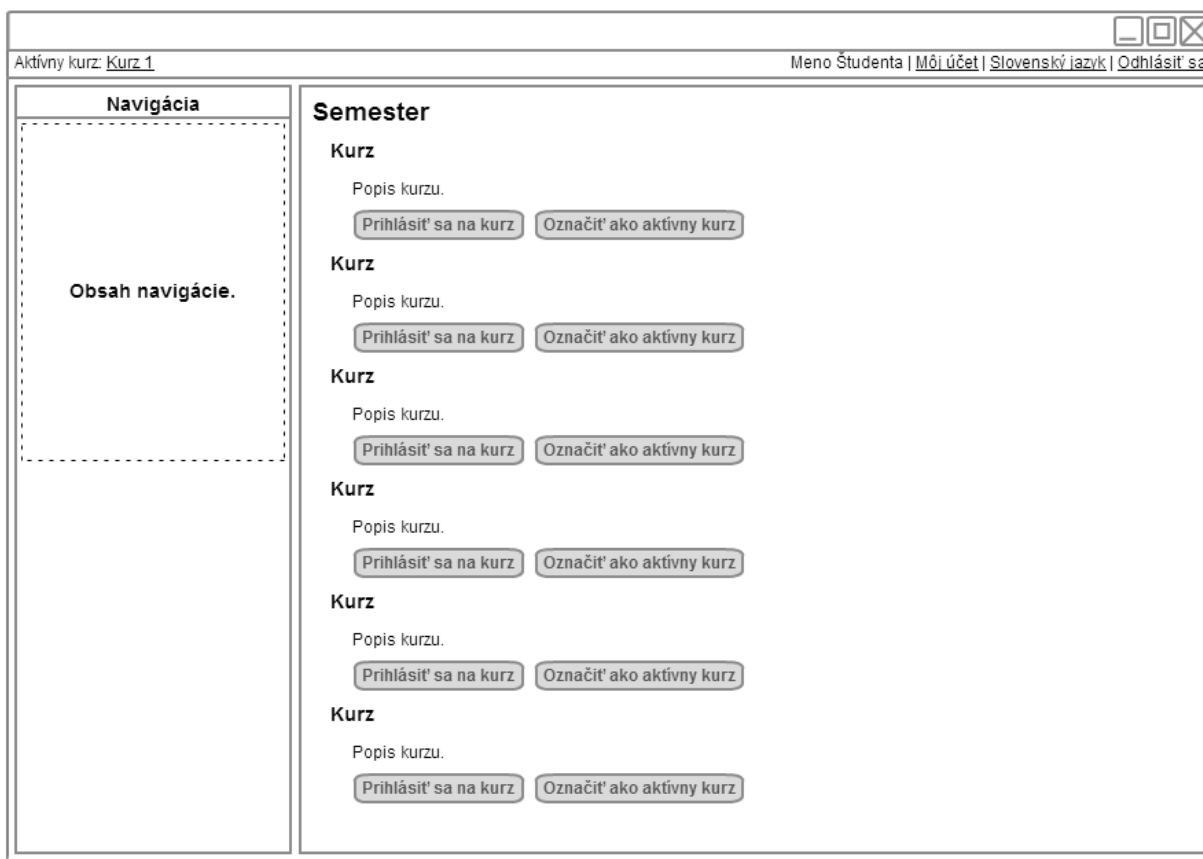 Aktívny kurz: Kurz 1
Meno Študenta | Môj účet | Slovenský jazyk | Odhlásiť sa
Navigácia
Obsah navigácie.
Semester
Kurz
Popis kurzu.
Prihlásiť sa na kurz Označiť ako aktívny kurz
Kurz
Popis kurzu.
Prihlásiť sa na kurz Označiť ako aktívny kurz
Kurz
Popis kurzu.
Prihlásiť sa na kurz Označiť ako aktívny kurz
Kurz
Popis kurzu.
Prihlásiť sa na kurz Označiť ako aktívny kurz
Kurz
Popis kurzu.
Prihlásiť sa na kurz Označiť ako aktívny kurz
Kurz
Popis kurzu.
Prihlásiť sa na kurz Označiť ako aktívny kurz